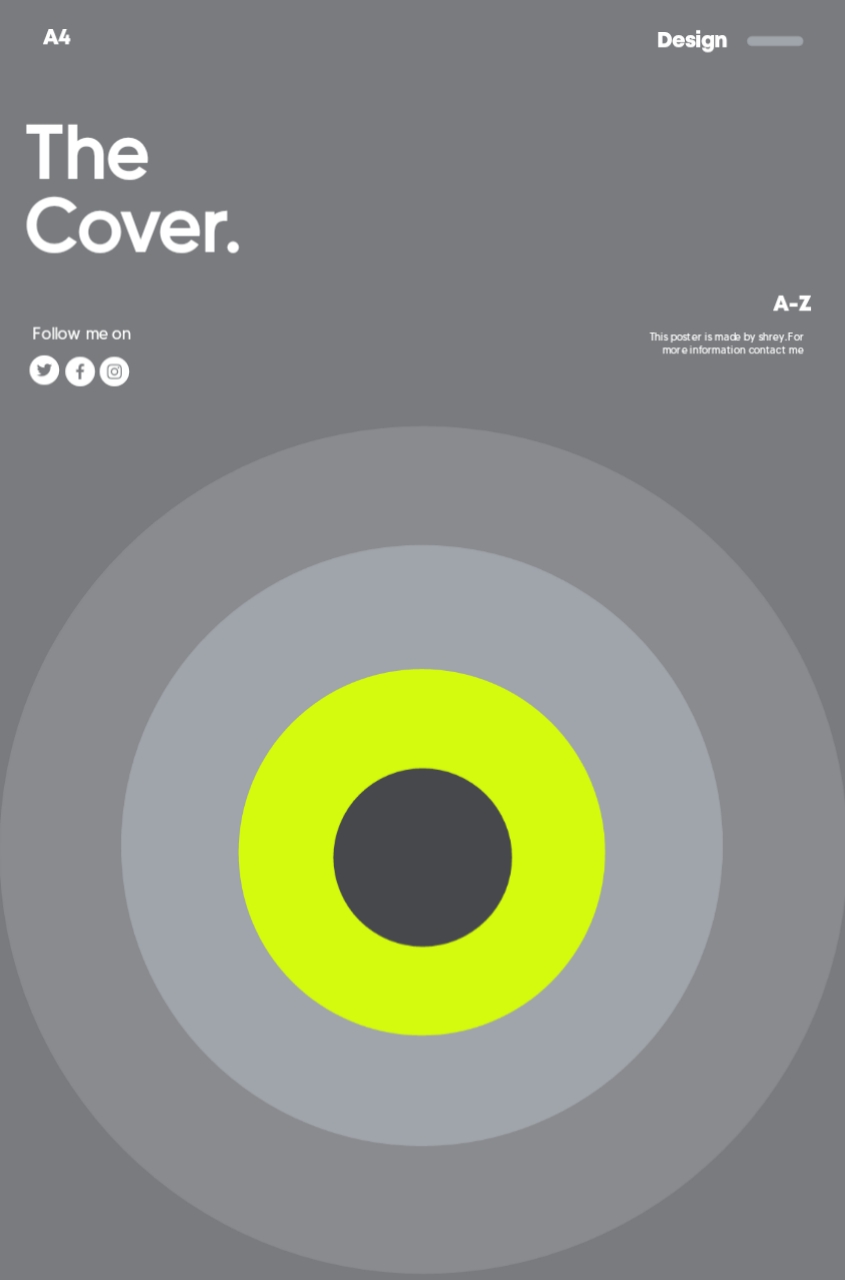 A4
Design
The
Cover.
A-Z
Follow me on
This poster is made by shrey.For
more information contact me